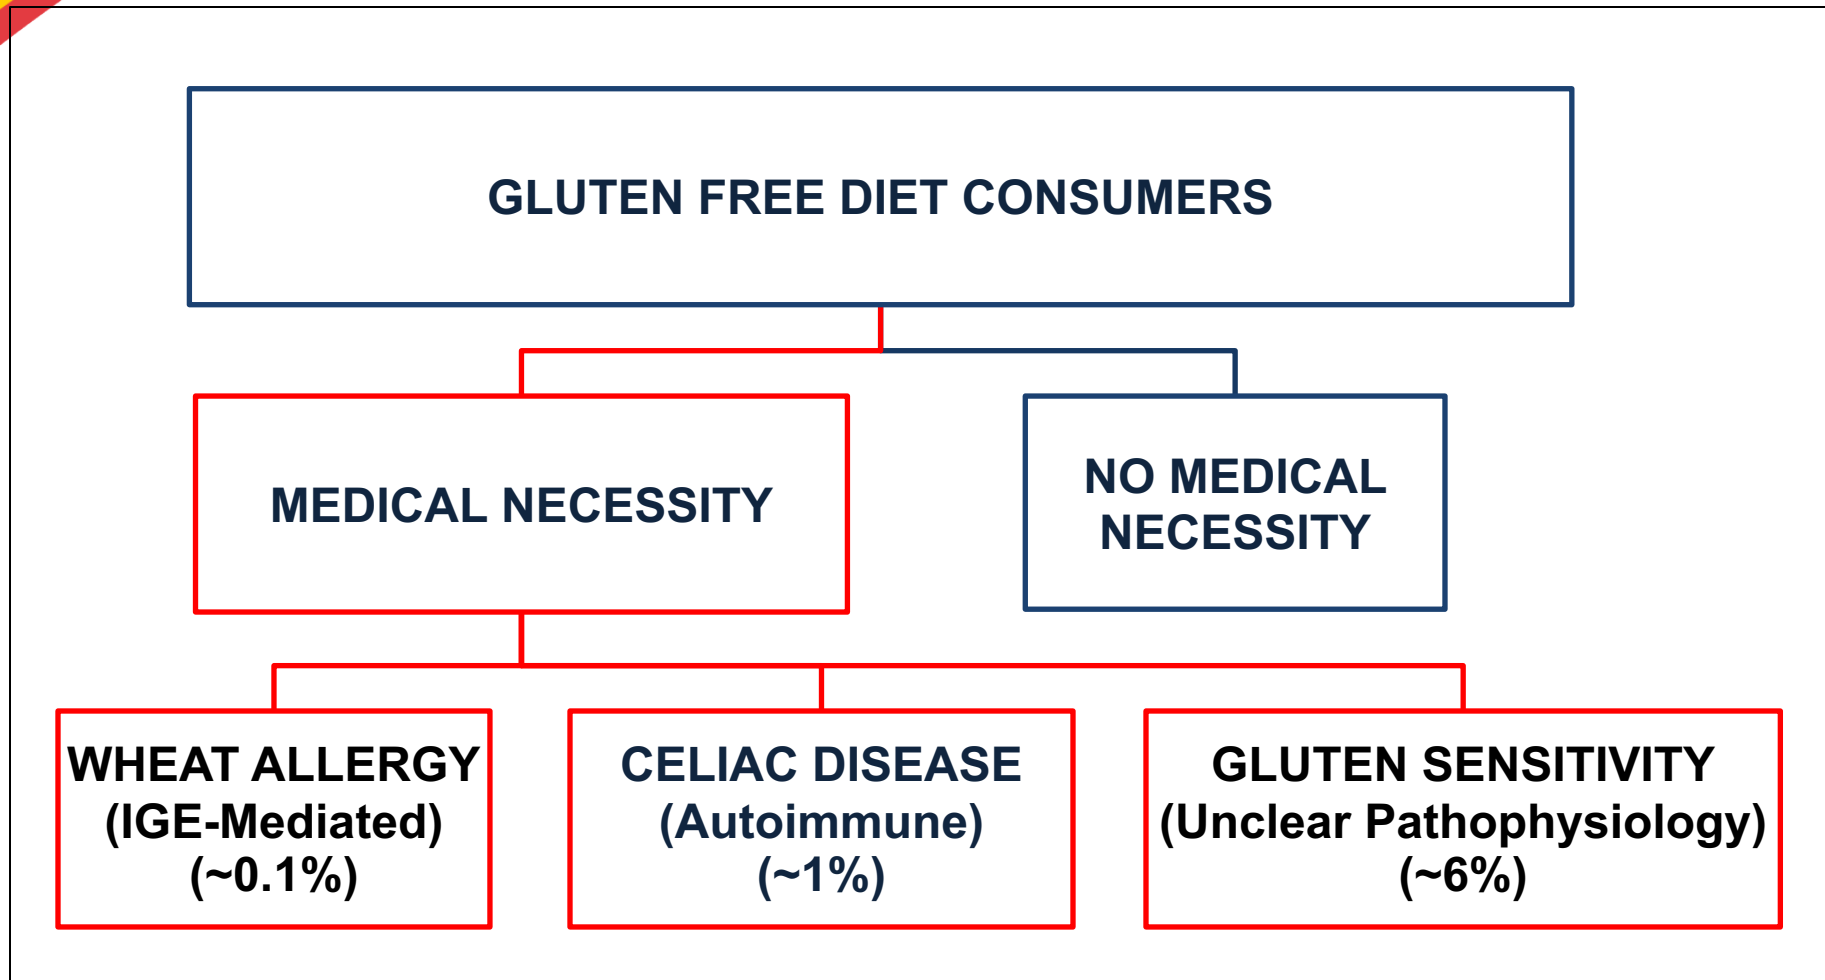 GLUTEN FREE DIET CONSUMERS
MEDICAL NECESSITY
NO MEDICAL
NECESSITY
WHEAT ALLERGY
(IGE-Mediated)
(~0.1%)
CELIAC DISEASE
(Autoimmune)
(~1%)
GLUTEN SENSITIVITY
(Unclear Pathophysiology)
(~6%)